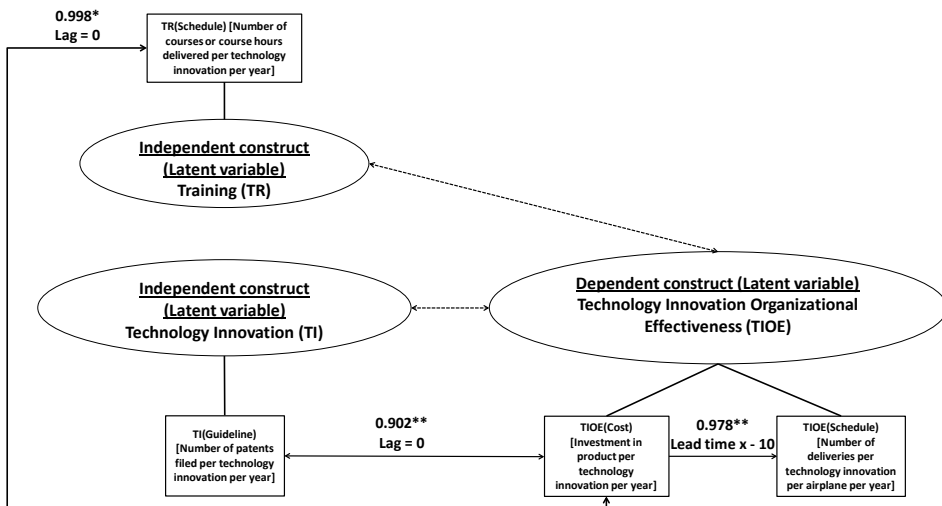 0.998*
Lag = 0
TR(Schedule) [Number of
courses or course hours
delivered per technology
innovation per year]
Independent construct
(Latent variable)
Training (TR)
Independent construct
(Latent variable)
Technology Innovation (TI)
Dependent construct (Latent variable)
Technology Innovation Organizational
Effectiveness (TIOE)
TI(Guideline)
[Number of patents
filed per technology
innovation per year]
0.902**
Lag = 0
TIOE(Cost)
[Investment in
product per
technology
innovation per year]
0.978**
Lead time x - 10
TIOE(Schedule)
[Number of
deliveries per
technology innovation
per airplane per year]